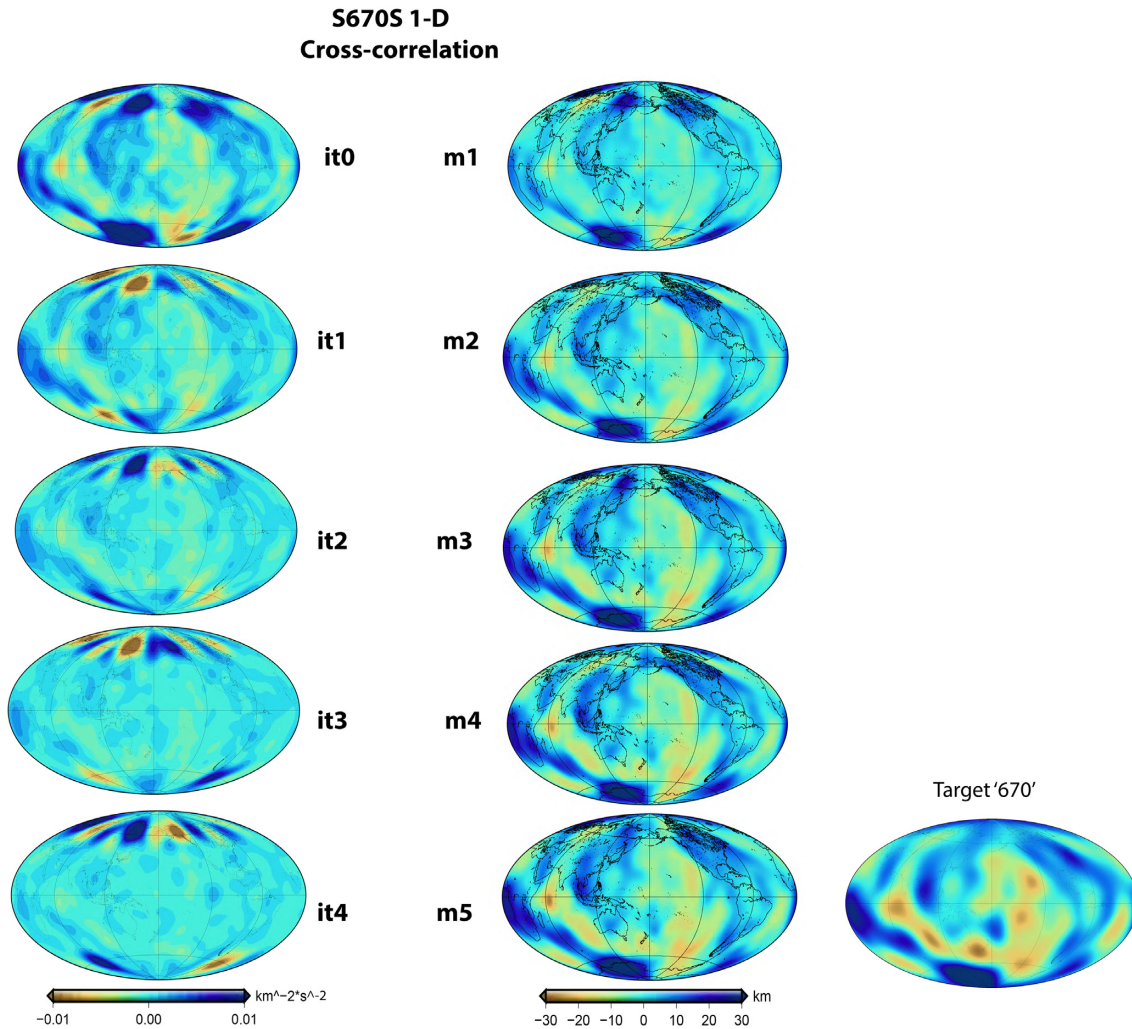 S670S 1-D
Cross-correlation
it0
m1
it1
m2
it2
m3
it3
m4
Target ‘670’
it4
m5
km^−2*s^-2
−0.01
0.00
0.01
km
−30
−20
−10
0
10
20
30